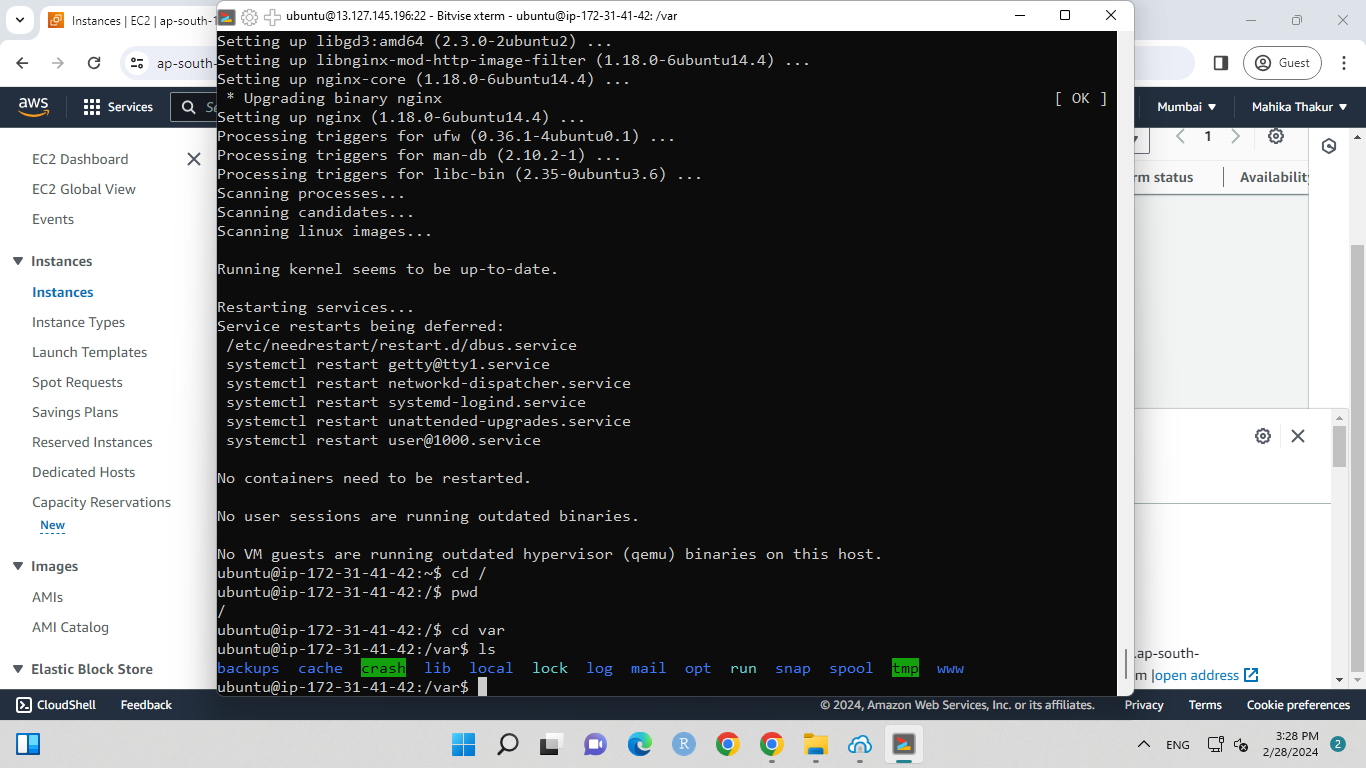 Instances | EC2 | ap-south-1
ubuntu@13.127.145.196:22 - Bitvise xterm - ubuntu@ip-172-31-41-42: /var
ap-south-
Guest
aws
Services
Mumbai
Mahika Thakur
EC2 Dashboard
EC2 Global View
Events
Instances
Instances
Instance Types
Launch Templates
Spot Requests
Savings Plans
Reserved Instances
Dedicated Hosts
Capacity Reservations
New
Images
AMIs
AMI Catalog
Elastic Block Store
Setting up libgd3:amd64 (2.3.0-2ubuntu2) ...
Setting up libnginx-mod-http-image-filter (1.18.0-6ubuntu14.4) ...
Setting up nginx-core (1.18.0-6ubuntu14.4) ...
* Upgrading binary nginx [ OK ]
Setting up nginx (1.18.0-6ubuntu14.4) ...
Processing triggers for ufw (0.36.1-4ubuntu0.1) ...
Processing triggers for man-db (2.10.2-1) ...
Processing triggers for libc-bin (2.35-0ubuntu3.6) ...
Scanning processes...
Scanning candidates...
Scanning linux images...
Running kernel seems to be up-to-date.
Restarting services...
Service restarts being deferred:
/etc/needrestart/restart.d/dbus.service
systemctl restart getty@tty1.service
systemctl restart networkd-dispatcher.service
systemctl restart systemd-logind.service
systemctl restart unattended-upgrades.service
systemctl restart user@1000.service
No containers need to be restarted.
No user sessions are running outdated binaries.
No VM guests are running outdated hypervisor (qemu) binaries on this host.
ubuntu@ip-172-31-41-42:~$ cd /
ubuntu@ip-172-31-41-42:/$ pwd
/
ubuntu@ip-172-31-41-42:/$ cd var
ubuntu@ip-172-31-41-42:/var$ ls
backups cache crash lib local lock log mail opt run snap spool tmp www
ubuntu@ip-172-31-41-42:/var$
1
rm status
Availability
.ap-south-
m |open address
CloudShell
Feedback
© 2024, Amazon Web Services, Inc. or its affiliates.
Privacy
Terms
Cookie preferences
R
ENG
3:28 PM
2/28/2024
2